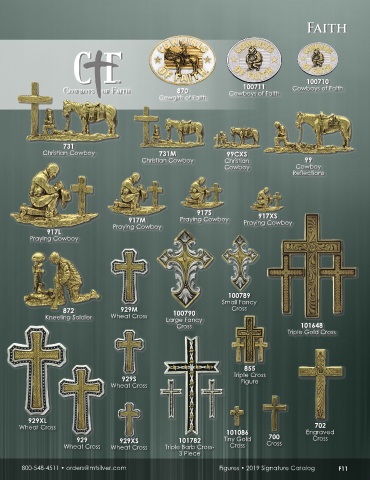 FAITH
CTF
COWBOYS OF FAITH
870
Cowgirl of Faith
100711
Cowboys of Faith
100710
Cowboys of Faith
731
Christian Cowboy
731M
Christian Cowboy
99CXS
Christian
Cowboy
99
Cowboy
Reflections
917L
Praying Cowboy
917M
Praying Cowboy
917S
Praying Cowboy
917XS
Praying Cowboy
872
Kneeling Soldier
929M
Wheat Cross
100790
Large Fancy
Cross
100789
Small Fancy
Cross
101648
Triple Gold Cross
929XL
Wheat Cross
929
Wheat Cross
929S
Wheat Cross
929XS
Wheat Cross
101782
Triple Barb Cross-
3 Piece
855
Triple Cross
Figure
101086
Tiny Gold
Cross
700
Cross
702
Engraved
Cross
800-548-4511 • orders@mtsilver.com
Figures • 2019 Signature Catalog
F11